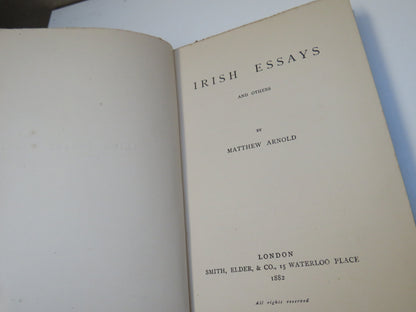 IRISH ESSAYS
AND OTHERS
BY
MATTHEW ARNOLD
LONDON
SMITH, ELDER, & CO., 15 WATERLOO PLACE
1882
All rights reserved